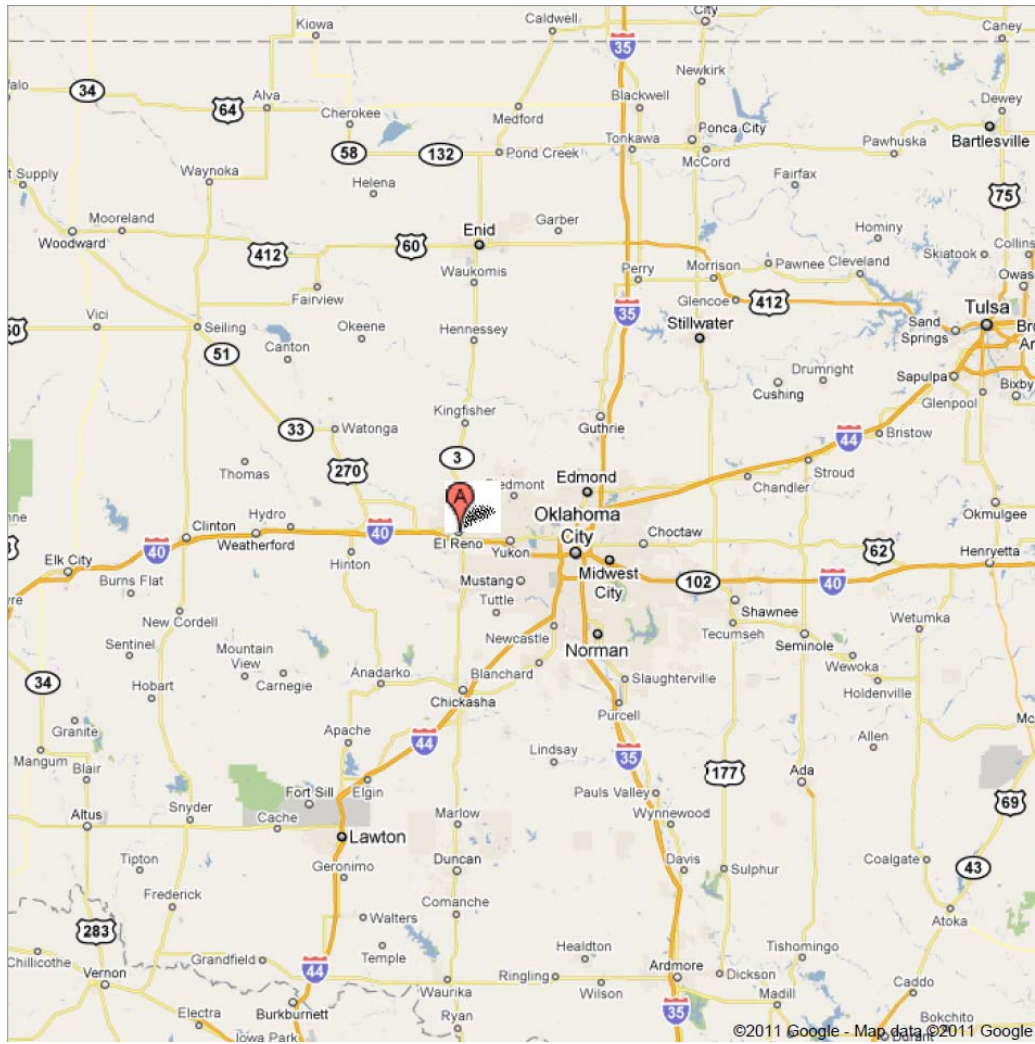 Kiowa
Caldwell
City
Caney
35
34
64
Alva
Cherokee
Medford
Newkirk
Blackwell
Dewey
Bartlesville
58
132
Pond Creek
Tonkawa
Ponca City
McCord
Pawhuska
t Supply
Waynoka
Helena
Fairfax
75
Mooreland
Woodward
412
60
Enid
Garber
Hominy
Skiatook
Collins
Owas
Waukomis
Perry
Morrison
Pawnee
Cleveland
Fairview
Glencoe
412
Vici
Seiling
Okeene
Hennessey
35
Stillwater
Tulsa
Sand
Springs
Bro
Ar
51
Canton
Drumright
Cushing
Sapulpa
Bixby
Glenpool
Kingfisher
Guthrie
33
Watonga
44
Bristow
270
3
Thomas
Edmond
Stroud
Chandler
A
edmont
Oklahoma
City
Okmulgee
Clinton
Hydro
Weatherford
40
El Reno
Yukon
Choctaw
62
Henryetta
40
Elk City
Hinton
Midwest
City
102
40
Burns Flat
Mustang
Tuttle
Shawnee
Tecumseh
New Cordell
Newcastle
Norman
Seminole
Wetumka
Sentinel
Mountain
View
Carnegie
Anadarko
Blanchard
Wewoka
Holdenville
34
Hobart
Chickasha
Slaughterville
Purcell
Granite
Apache
44
Lindsay
35
Allen
Mc
Mangum
Blair
177
Ada
Fort Sill
Elgin
Pauls Valley
69
Altus
Snyder
Cache
Lawton
Marlow
Wynnewood
Tipton
Geronimo
Duncan
Davis
Sulphur
Coalgate
43
Frederick
Comanche
Atoka
283
Walters
Chillicothe
Grandfield
Temple
Healdton
Tishomingo
Vernon
44
Waurika
Ringling
Wilson
Ardmore
Dickson
Caddo
Burkburnett
Madill
35
Electra
Ryan
Bokchito
Iowa Park
Durant
©2011 Google - Map data ©2011 Google